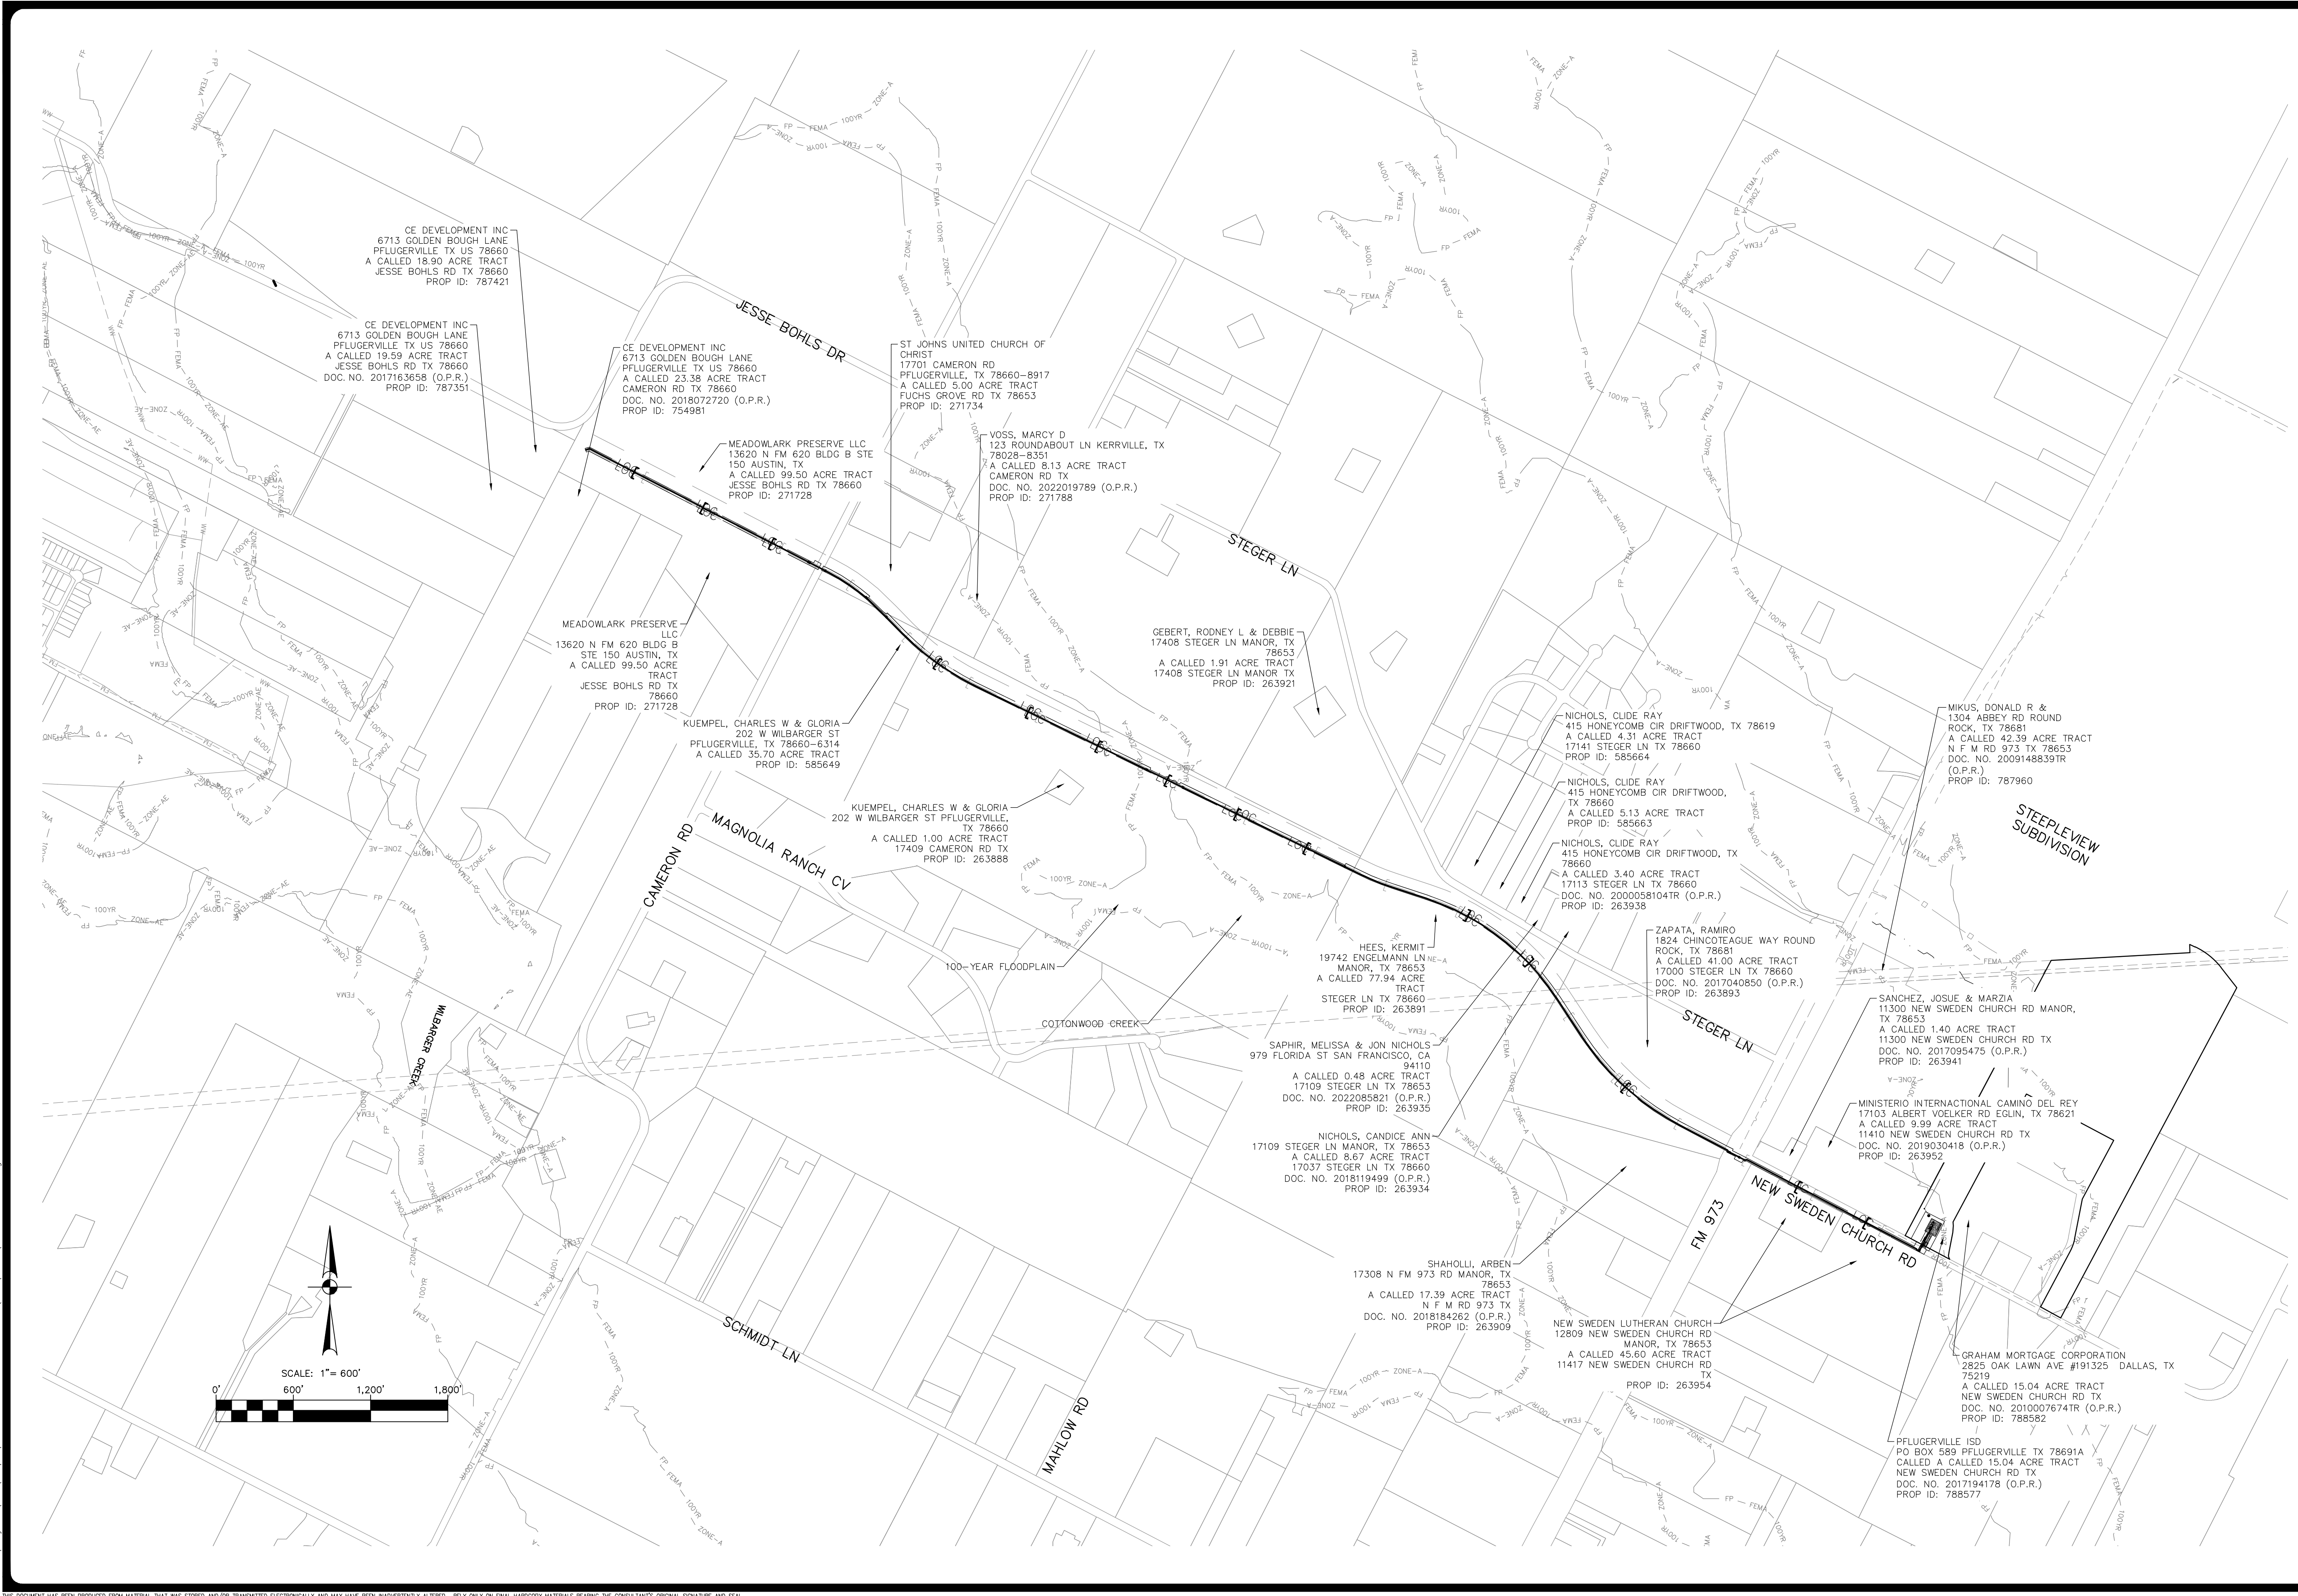 CE DEVELOPMENT INC
6713 GOLDEN BOUGH LANE
PFLUGERVILLE TX US 78660
A CALLED 18.90 ACRE TRACT
JESSE BOHLS RD TX 78660
PROP ID: 787421
CE DEVELOPMENT INC
6713 GOLDEN BOUGH LANE
PFLUGERVILLE TX US 78660
A CALLED 19.59 ACRE TRACT
JESSE BOHLS RD TX 78660
DOC. NO. 2017163658 (O.P.R.)
PROP ID: 787351
CE DEVELOPMENT INC
6713 GOLDEN BOUGH LANE
PFLUGERVILLE TX US 78660
A CALLED 23.38 ACRE TRACT
CAMERON RD TX 78660
DOC. NO. 2018072720 (O.P.R.)
PROP ID: 754981
JESSE BOHLS DR
ST JOHNS UNITED CHURCH OF
CHRIST
17701 CAMERON RD
PFLUGERVILLE, TX 78660-8917
A CALLED 5.00 ACRE TRACT
FUCHS GROVE RD TX 78653
PROP ID: 271734
MEADOWLARK PRESERVE LLC
13620 N FM 620 BLDG B STE
150 AUSTIN, TX
A CALLED 99.50 ACRE TRACT
JESSE BOHLS RD TX 78660
PROP ID: 271728
VOSS, MARCY D
123 ROUNDABOUT LN KERRVILLE, TX
78028-8351
A CALLED 8.13 ACRE TRACT
CAMERON RD TX
DOC. NO. 2022019789 (O.P.R.)
PROP ID: 271788
STEGER LN
MEADOWLARK PRESERVE
LLC
13620 N FM 620 BLDG B
STE 150 AUSTIN, TX
A CALLED 99.50 ACRE
TRACT
JESSE BOHLS RD TX
78660
PROP ID: 271728
GEBERT, RODNEY L & DEBBIE
17408 STEGER LN MANOR, TX
78653
A CALLED 1.91 ACRE TRACT
17408 STEGER LN MANOR TX
PROP ID: 263921
KUEMPEL, CHARLES W & GLORIA
202 W WILBARGER ST
PFLUGERVILLE, TX 78660-6314
A CALLED 35.70 ACRE TRACT
PROP ID: 585649
NICHOLS, CLIDE RAY
415 HONEYCOMB CIR DRIFTWOOD, TX 78619
A CALLED 4.31 ACRE TRACT
17141 STEGER LN TX 78660
PROP ID: 585664
MIKUS, DONALD R &
1304 ABBEY RD ROUND
ROCK, TX 78681
A CALLED 42.39 ACRE TRACT
N F M RD 973 TX 78653
DOC. NO. 2009148839TR
(O.P.R.)
PROP ID: 787960
NICHOLS, CLIDE RAY
415 HONEYCOMB CIR DRIFTWOOD,
TX 78660
A CALLED 5.13 ACRE TRACT
PROP ID: 585663
STEEPLEVIEW
SUBDIVISION
KUEMPEL, CHARLES W & GLORIA
202 W WILBARGER ST PFLUGERVILLE,
TX 78660
A CALLED 1.00 ACRE TRACT
17409 CAMERON RD TX
PROP ID: 263888
MAGNOLIA RANCH CV
CAMERON RD
NICHOLS, CLIDE RAY
415 HONEYCOMB CIR DRIFTWOOD, TX
78660
A CALLED 3.40 ACRE TRACT
17113 STEGER LN TX 78660
DOC. NO. 2000058104TR (O.P.R.)
PROP ID: 263938
ZAPATA, RAMIRO
1824 CHINCOTEAGUE WAY ROUND
ROCK, TX 78681
A CALLED 41.00 ACRE TRACT
17000 STEGER LN TX 78660
DOC. NO. 2017040850 (O.P.R.)
PROP ID: 263893
HEES, KERMIT
19742 ENGELMANN LN
MANOR, TX 78653
A CALLED 77.94 ACRE
TRACT
STEGER LN TX 78660
PROP ID: 263891
100-YEAR FLOODPLAIN
COTTONWOOD CREEK
SANCHEZ, JOSUE & MARZIA
11300 NEW SWEDEN CHURCH RD MANOR,
TX 78653
A CALLED 1.40 ACRE TRACT
11300 NEW SWEDEN CHURCH RD TX
DOC. NO. 2017095475 (O.P.R.)
PROP ID: 263941
STEGER LN
WILBARGER CREEK
SAPHIR, MELISSA & JON NICHOLS
979 FLORIDA ST SAN FRANCISCO, CA
94110
A CALLED 0.48 ACRE TRACT
17109 STEGER LN TX 78653
DOC. NO. 2022085821 (O.P.R.)
PROP ID: 263935
MINISTERIO INTERNACTIONAL CAMINO DEL REY
17103 ALBERT VOELKER RD EGLIN, TX 78621
A CALLED 9.99 ACRE TRACT
11410 NEW SWEDEN CHURCH RD TX
DOC. NO. 2019030418 (O.P.R.)
PROP ID: 263952
NICHOLS, CANDICE ANN
17109 STEGER LN MANOR, TX 78653
A CALLED 8.67 ACRE TRACT
17037 STEGER LN TX 78660
DOC. NO. 2018119499 (O.P.R.)
PROP ID: 263934
NEW SWEDEN CHURCH RD
FM 973
SHAHOLLI, ARBEN
17308 N FM 973 RD MANOR, TX
78653
A CALLED 17.39 ACRE TRACT
N F M RD 973 TX
DOC. NO. 2018184262 (O.P.R.)
PROP ID: 263909
NEW SWEDEN LUTHERAN CHURCH
12809 NEW SWEDEN CHURCH RD
MANOR, TX 78653
A CALLED 45.60 ACRE TRACT
11417 NEW SWEDEN CHURCH RD
TX
PROP ID: 263954
SCHMIDT LN
MAHLOW RD
GRAHAM MORTGAGE CORPORATION
2825 OAK LAWN AVE #191325 DALLAS, TX
75219
A CALLED 15.04 ACRE TRACT
NEW SWEDEN CHURCH RD TX
DOC. NO. 2010007674TR (O.P.R.)
PROP ID: 788582
PFLUGERVILLE ISD
PO BOX 589 PFLUGERVILLE TX 78691A
CALLED A CALLED 15.04 ACRE TRACT
NEW SWEDEN CHURCH RD TX
DOC. NO. 2017194178 (O.P.R.)
PROP ID: 788577
SCALE: 1"= 600'
0' 600' 1,200' 1,800'